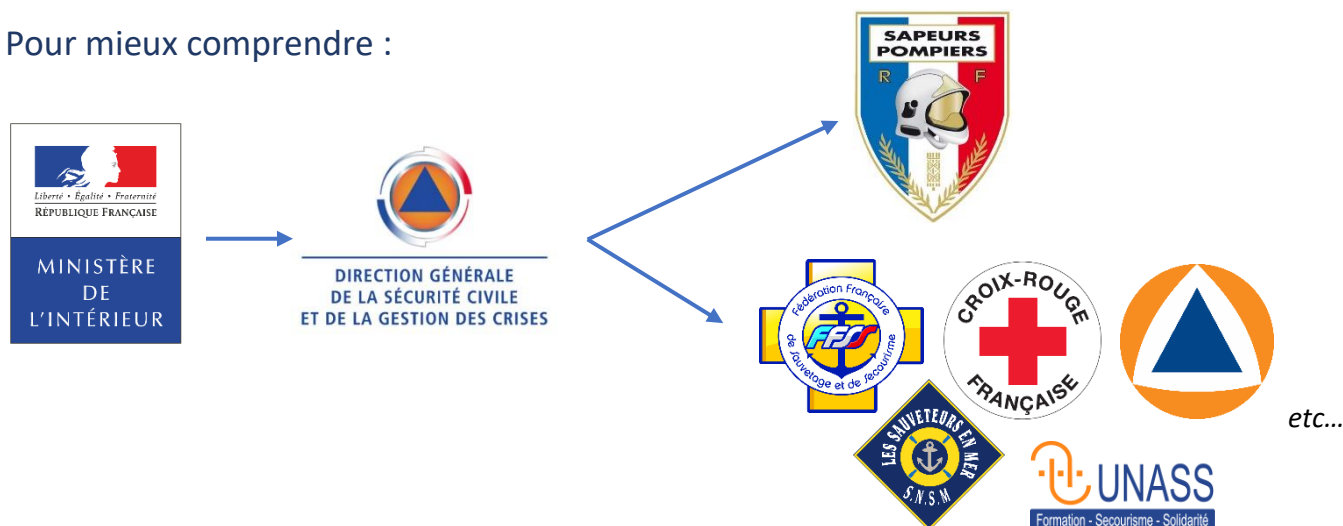 Pour mieux comprendre :
SAPEURS
POMPIERS
R F
Liberté • Égalité • Fraternité
RÉPUBLIQUE FRANÇAISE
MINISTÈRE
DE
L'INTÉRIEUR
DIRECTION GÉNÉRALE
DE LA SÉCURITÉ CIVILE
ET DE LA GESTION DES CRISES
Fédération Française
FFSS
de Sauvetage et de Secourisme
CROIX-ROUGE
FRANÇAISE
etc...
LES SAUVETEURS EN MER
S.N.S.M
UNASS
Formation - Secourisme - Solidarité